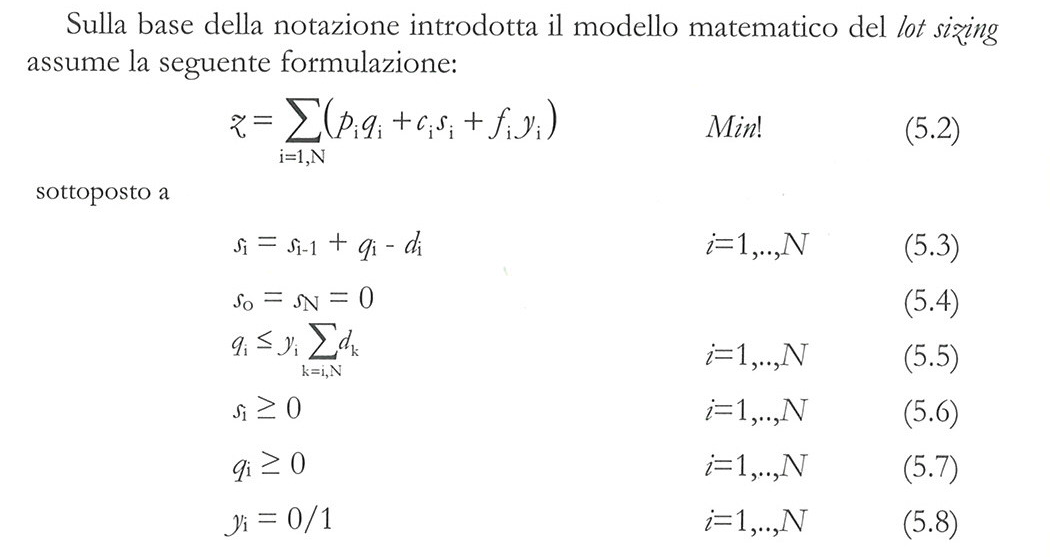 Sulla base della notazione introdotta il modello matematico del lot sizing
assume la seguente formulazione:
z = ∑(pᵢqᵢ + cᵢsᵢ + fᵢyᵢ) Min! (5.2)
i=1,N
sottoposto a
sᵢ = sᵢ₋₁ + qᵢ - dᵢ i=1,..,N (5.3)
sₒ = s_N = 0 (5.4)
qᵢ ≤ yᵢ ∑dₖ i=1,..,N (5.5)
k=i,N
sᵢ ≥ 0 i=1,..,N (5.6)
qᵢ ≥ 0 i=1,..,N (5.7)
yᵢ = 0/1 i=1,..,N (5.8)